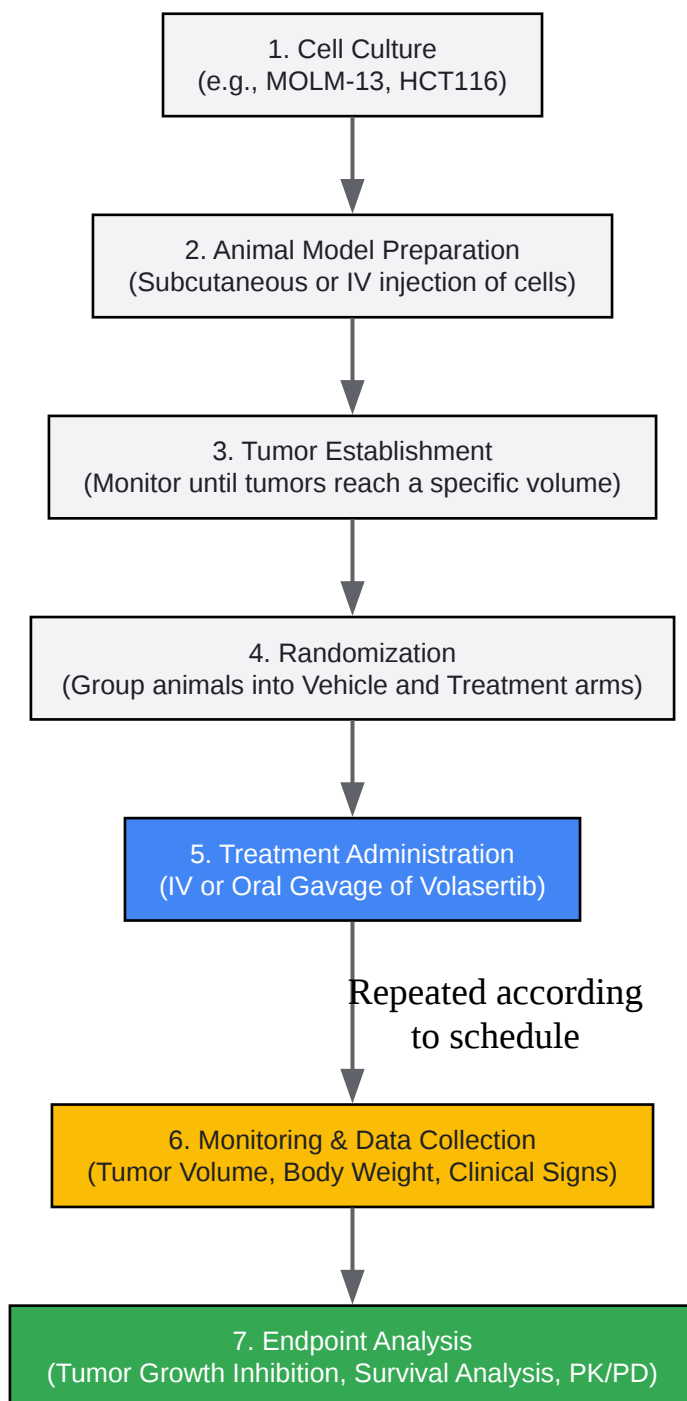 1. Cell Culture
(e.g., MOLM-13, HCT116)
2. Animal Model Preparation
(Subcutaneous or IV injection of cells)
3. Tumor Establishment
(Monitor until tumors reach a specific volume)
4. Randomization
(Group animals into Vehicle and Treatment arms)
5. Treatment Administration
(IV or Oral Gavage of Volasertib)
Repeated according
to schedule
6. Monitoring & Data Collection
(Tumor Volume, Body Weight, Clinical Signs)
7. Endpoint Analysis
(Tumor Growth Inhibition, Survival Analysis, PK/PD)